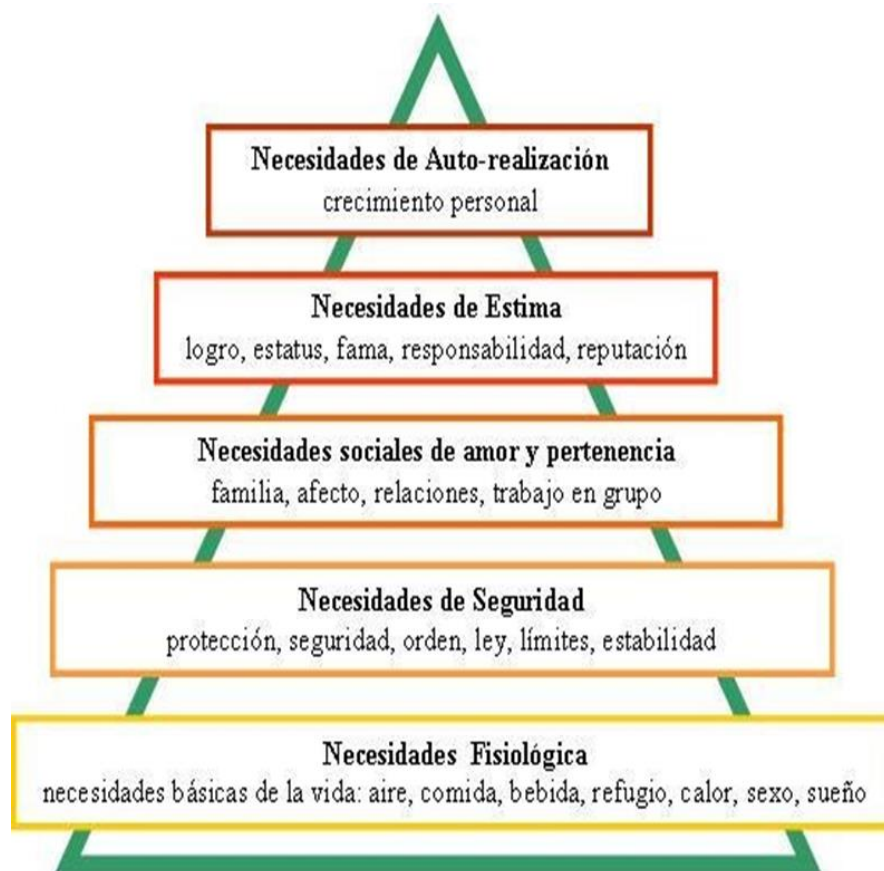 Necesidades de Auto-realización
crecimiento personal
Necesidades de Estima
logro, estatus, fama, responsabilidad, reputación
Necesidades sociales de amor y pertenencia
familia, afecto, relaciones, trabajo en grupo
Necesidades de Seguridad
protección, seguridad, orden, ley, límites, estabilidad
Necesidades Fisiológica
necesidades básicas de la vida: aire, comida, bebida, refugio, calor, sexo, sueño